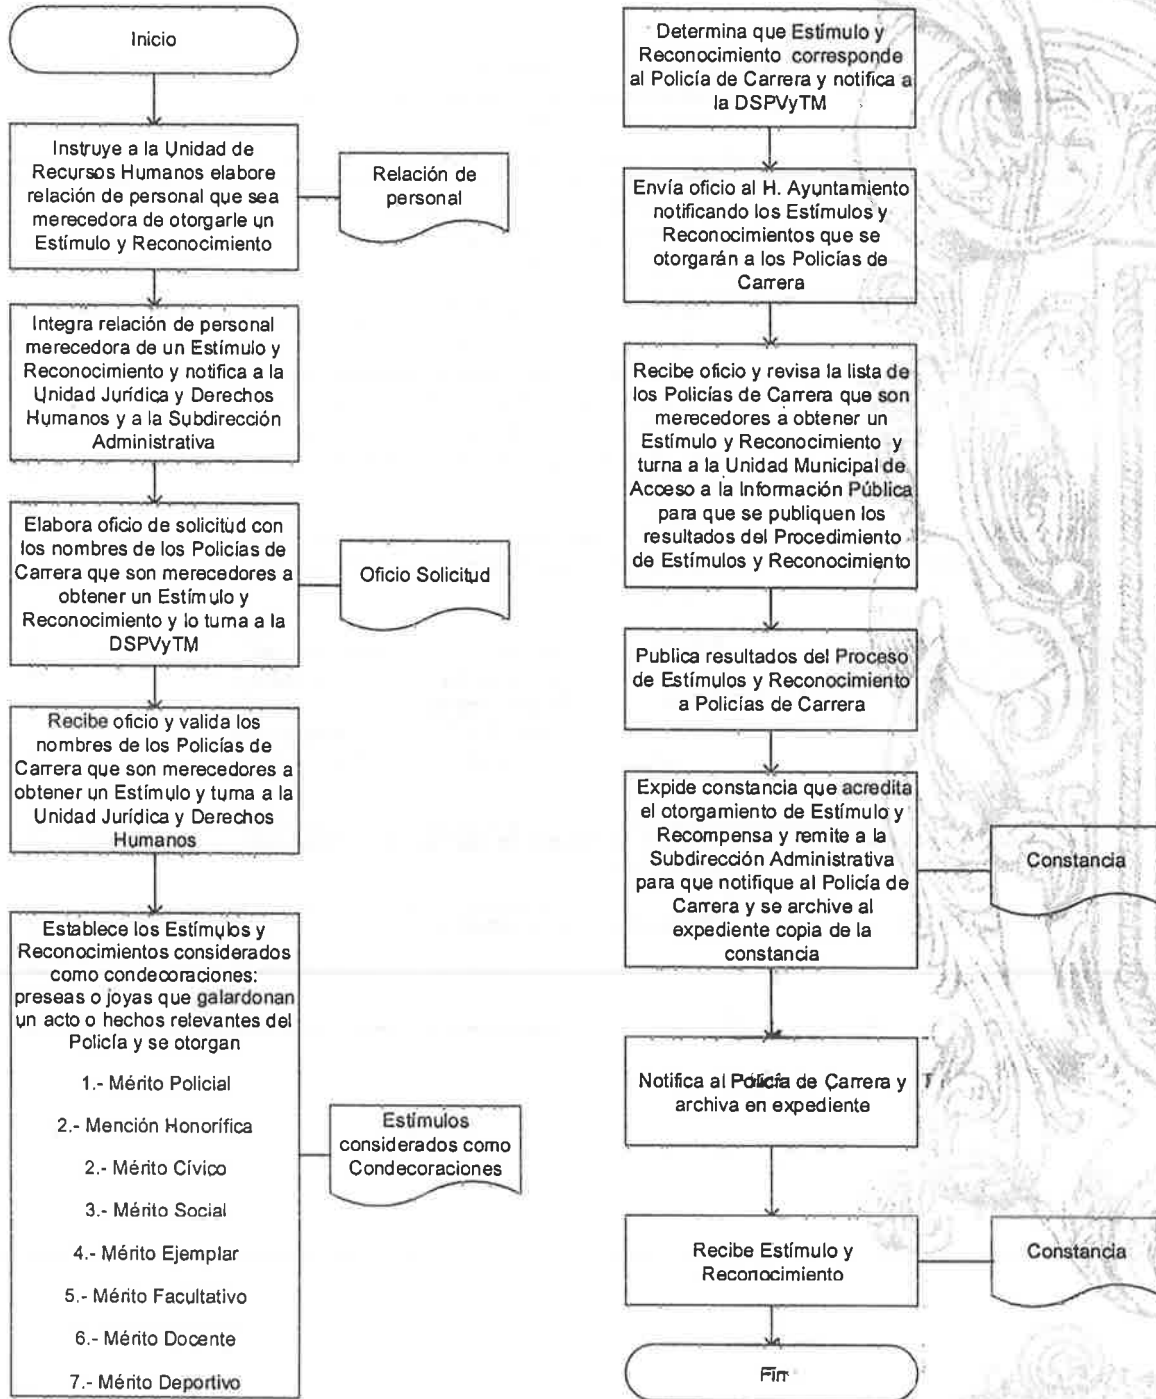 Inicio
Instruye a la Unidad de
Recursos Humanos elabore
relación de personal que sea
merecedora de otorgarle un
Estímulo y Reconocimiento
Relación de
personal
Integra relación de personal
merecedora de un Estímulo y
Reconocimiento y notifica a la
Unidad Jurídica y Derechos
Humanos y a la Subdirección
Administrativa
Elabora oficio de solicitud con
los nombres de los Policías de
Carrera que son merecedores a
obtener un Estímulo y
Reconocimiento y lo turna a la
DSPVyTM
Oficio Solicitud
Recibe oficio y valida los
nombres de los Policías de
Carrera que son merecedores a
obtener un Estímulo y turna a la
Unidad Jurídica y Derechos
Humanos
Establece los Estímulos y
Reconocimientos considerados
como condecoraciones:
preseas o joyas que galardonan
un acto o hechos relevantes del
Policía y se otorgan
1.- Mérito Policial
2.- Mención Honorífica
2.- Mérito Cívico
3.- Mérito Social
4.- Mérito Ejemplar
5.- Mérito Facultativo
6.- Mérito Docente
7.- Mérito Deportivo
Estímulos
considerados como
Condecoraciones
Determina que Estímulo y
Reconocimiento corresponde
al Policía de Carrera y notifica a
la DSPVyTM
Envía oficio al H. Ayuntamiento
notificando los Estímulos y
Reconocimientos que se
otorgarán a los Policías de
Carrera
Recibe oficio y revisa la lista de
los Policías de Carrera que son
merecedores a obtener un
Estímulo y Reconocimiento y
turna a la Unidad Municipal de
Acceso a la Información Pública
para que se publiquen los
resultados del Procedimiento
de Estímulos y Reconocimiento
Publica resultados del Proceso
de Estímulos y Reconocimiento
a Policías de Carrera
Expide constancia que acredita
el otorgamiento de Estímulo y
Recompensa y remite a la
Subdirección Administrativa
para que notifique al Policía de
Carrera y se archive al
expediente copia de la
constancia
Constancia
Notifica al Policía de Carrera y
archiva en expediente
Recibe Estímulo y
Reconocimiento
Constancia
Fin